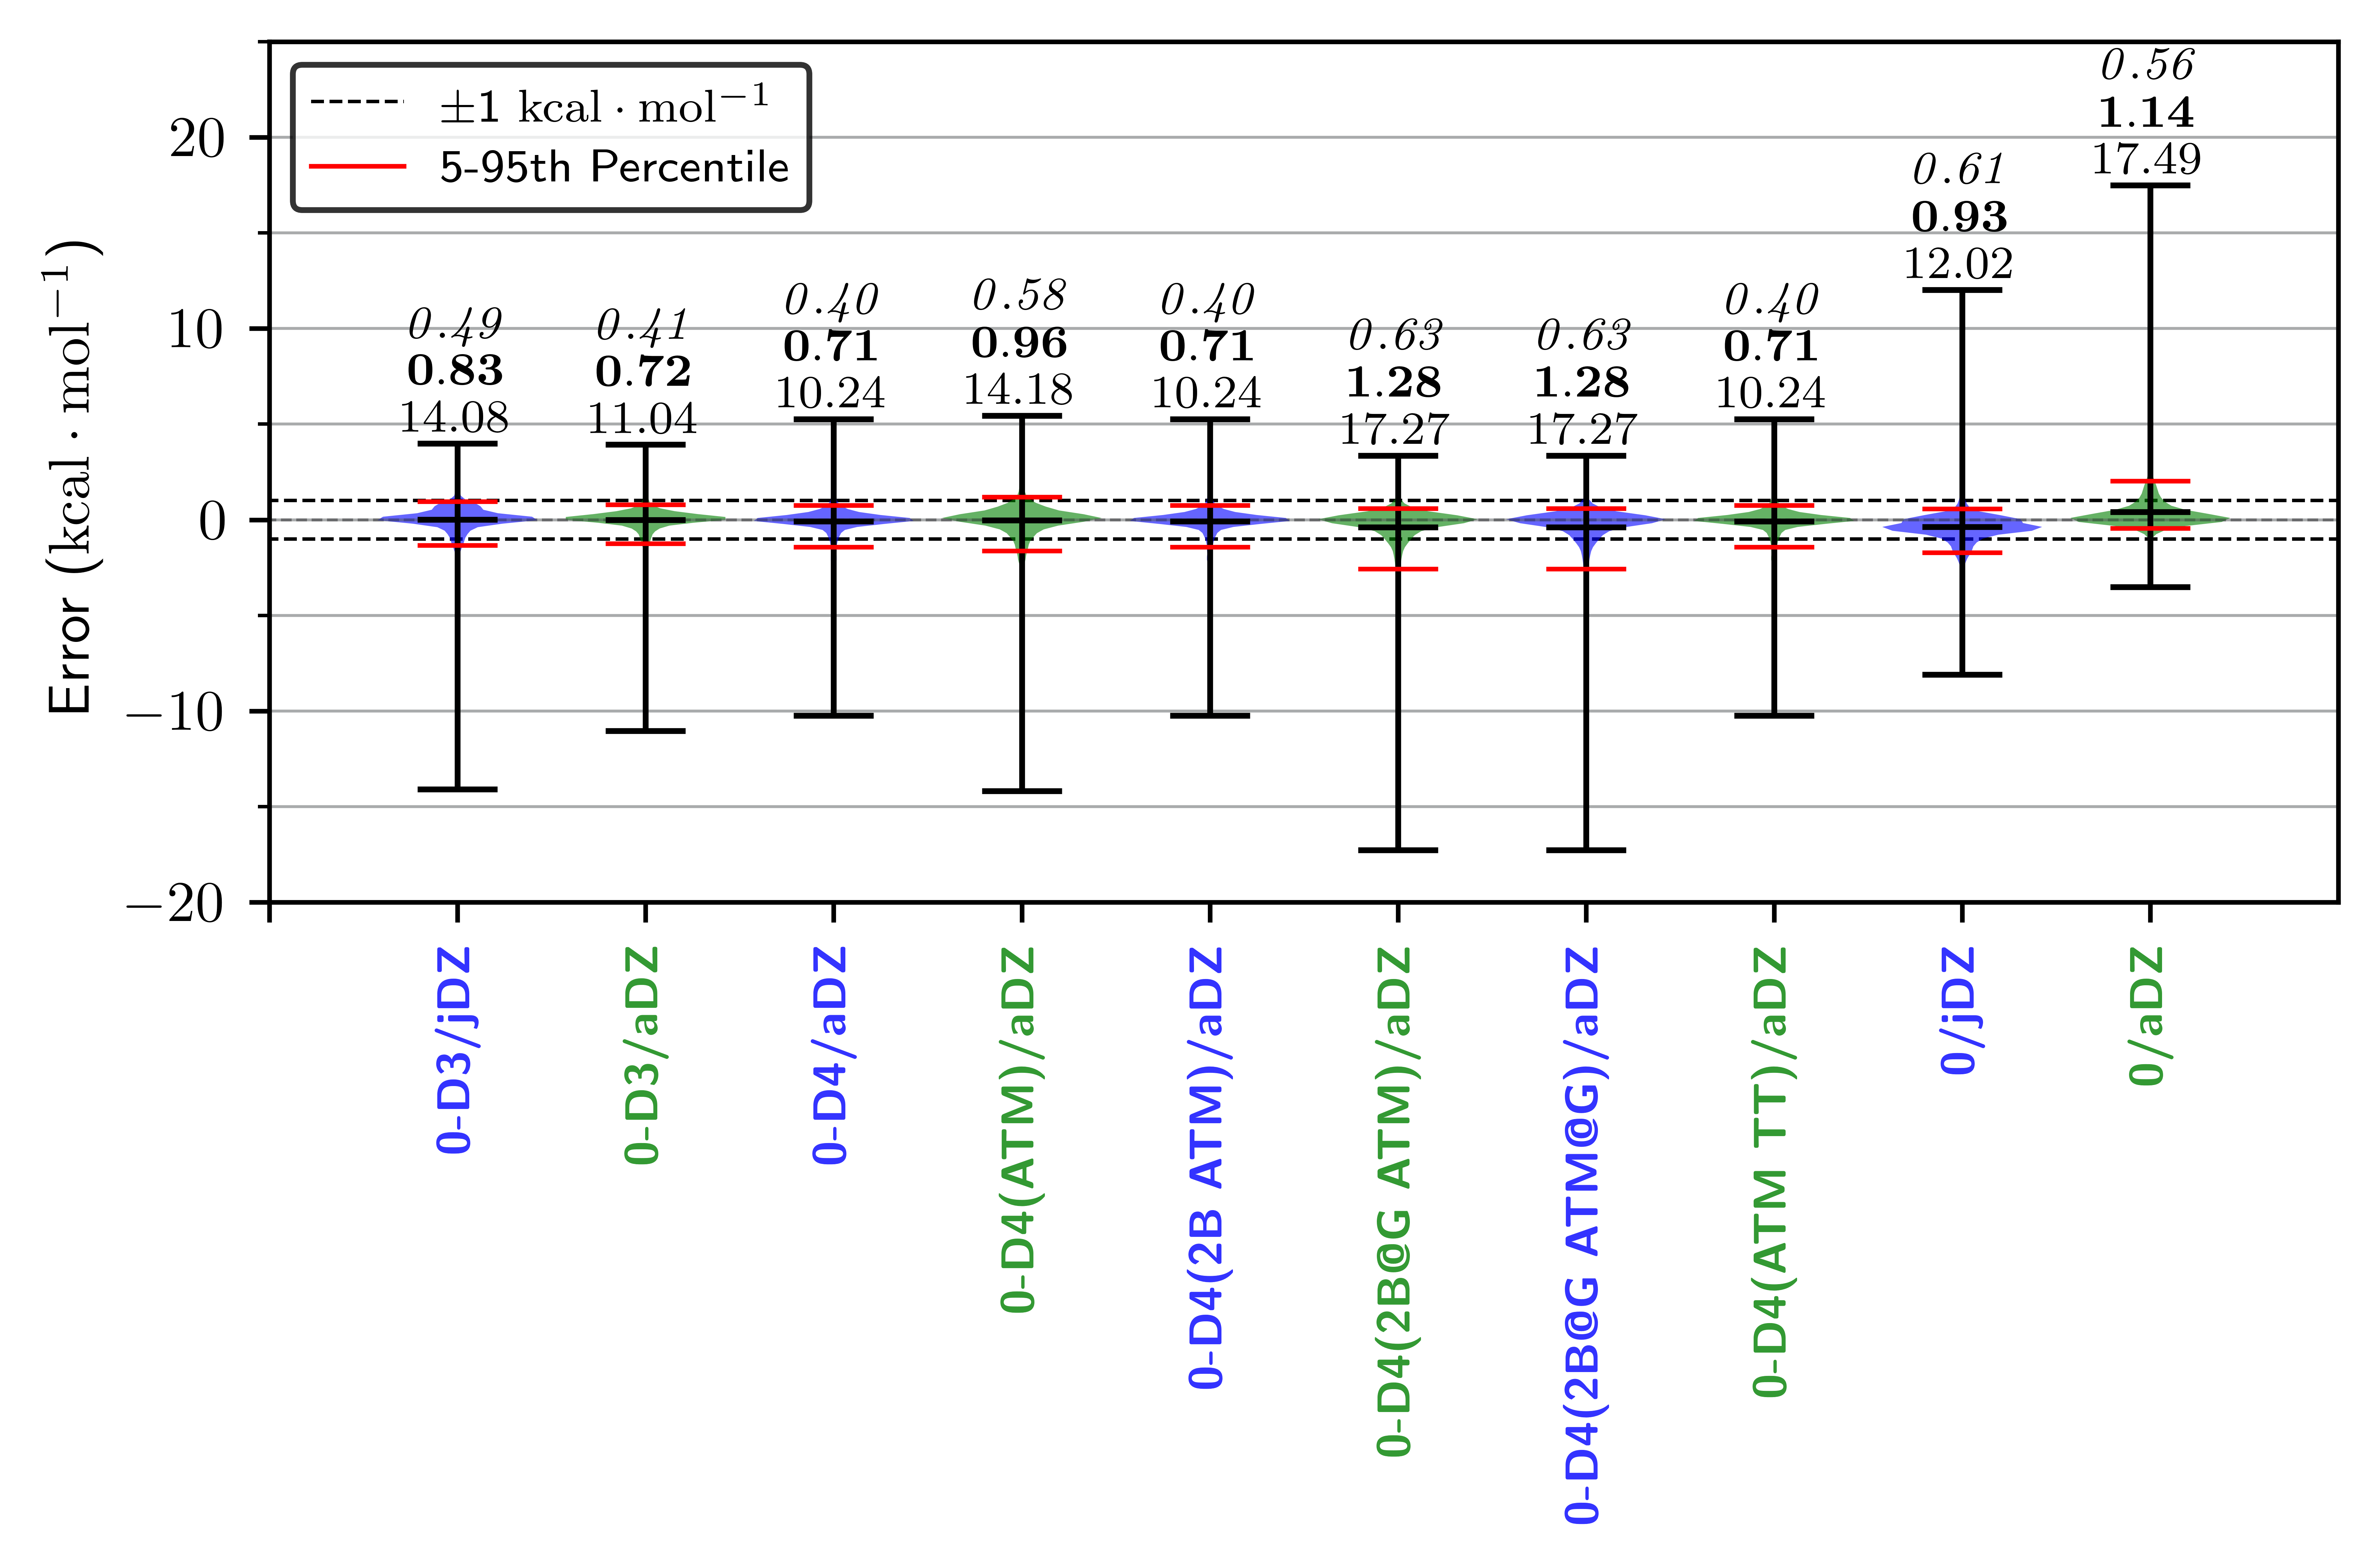 ±1 kcal · mol⁻¹
5-95th Percentile
Error (kcal · mol⁻¹)
20
10
0
−10
−20
0.49
0.83
14.08
0.41
0.72
11.04
0.40
0.71
10.24
0.58
0.96
14.18
0.40
0.71
10.24
0.63
1.28
17.27
0.63
1.28
17.27
0.40
0.71
10.24
0.61
0.93
12.02
0.56
1.14
17.49
0-D3/jDZ
0-D3/aDZ
0-D4/aDZ
0-D4(ATM)/aDZ
0-D4(2B ATM)/aDZ
0-D4(2B@G ATM)/aDZ
0-D4(2B@G ATM@G)/aDZ
0-D4(ATM TT)/aDZ
0/jDZ
0/aDZ